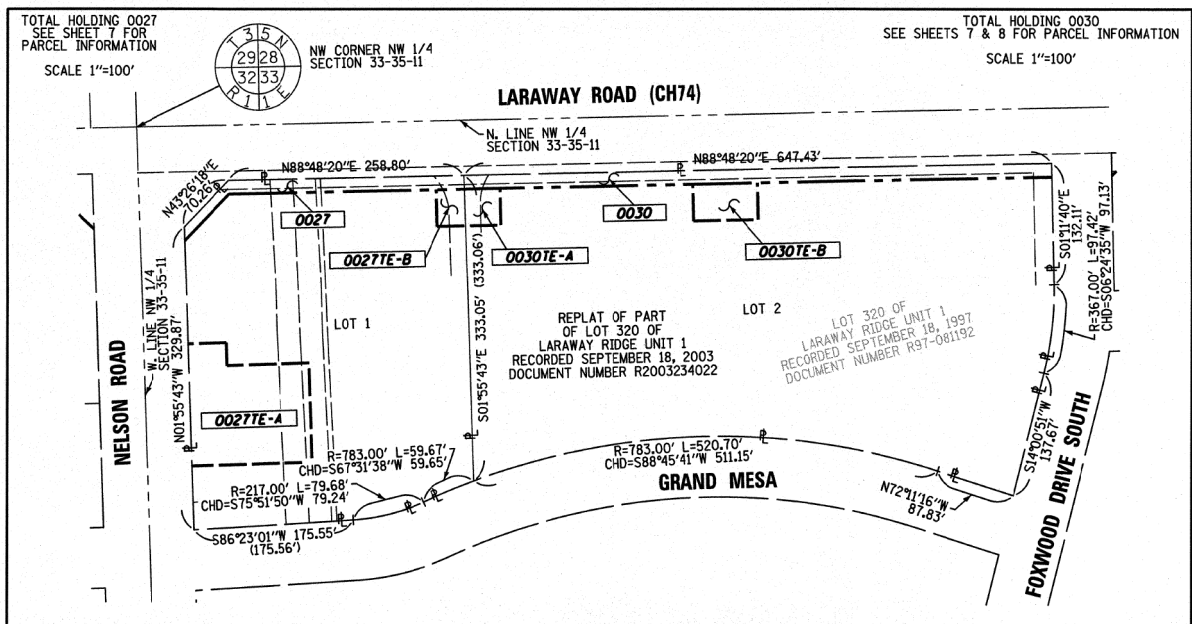 TOTAL HOLDING 0027
SEE SHEET 7 FOR
PARCEL INFORMATION
SCALE 1"=100'
T 35 N
29 28
32 33
R 11 E
NW CORNER NW 1/4
SECTION 33-35-11
TOTAL HOLDING 0030
SEE SHEETS 7 & 8 FOR PARCEL INFORMATION
SCALE 1"=100'
LARAWAY ROAD (CH74)
N. LINE NW 1/4
SECTION 33-35-11
N43°26'18"E
70.26'
N88°48'20"E 258.80'
N88°48'20"E 647.43'
0027
0030
0027TE-B
0030TE-A
0030TE-B
S01°11'40"E
132.11'
R=367.00' L=97.42'
CHD=S06°24'35"W 97.13'
NELSON ROAD
W. LINE NW 1/4
SECTION 33-35-11
N01°55'43"W 329.87'
LOT 1
S01°55'43"E 333.05' (333.06')
REPLAT OF PART
OF LOT 320 OF
LARAWAY RIDGE UNIT 1
RECORDED SEPTEMBER 18, 2003
DOCUMENT NUMBER R2003234022
LOT 2
LOT 320 OF
LARAWAY RIDGE UNIT 1
RECORDED SEPTEMBER 18, 1997
DOCUMENT NUMBER R97-081192
0027TE-A
R=783.00' L=59.67'
CHD=S67°31'38"W 59.65'
R=217.00' L=79.68'
CHD=S75°51'50"W 79.24'
S86°23'01"W 175.55'
(175.56')
R=783.00' L=520.70'
CHD=S88°45'41"W 511.15'
GRAND MESA
N72°11'16"W
87.83'
S14°00'51"W
137.67'
FOXWOOD DRIVE SOUTH